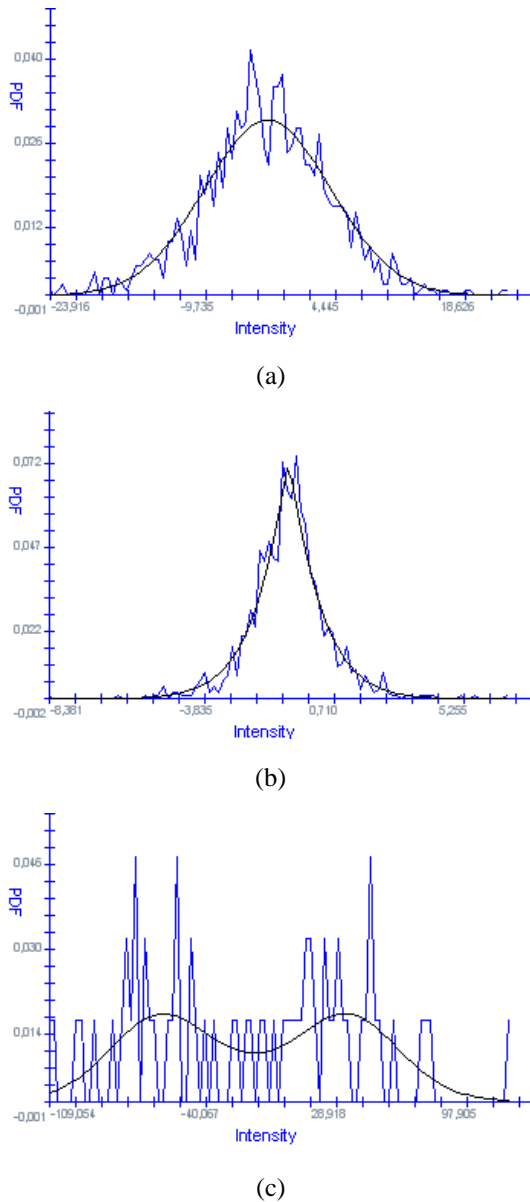 0,040
PDF
0,026
0,012
-0,001
-23,916 -9,735 4,445 18,626
Intensity
(a)
0,072
PDF
0,047
0,022
-0,002
-8,381 -3,835 0,710 5,255
Intensity
(b)
0,046
PDF
0,030
0,014
-0,001
-109,054 -40,067 28,918 97,905
Intensity
(c)